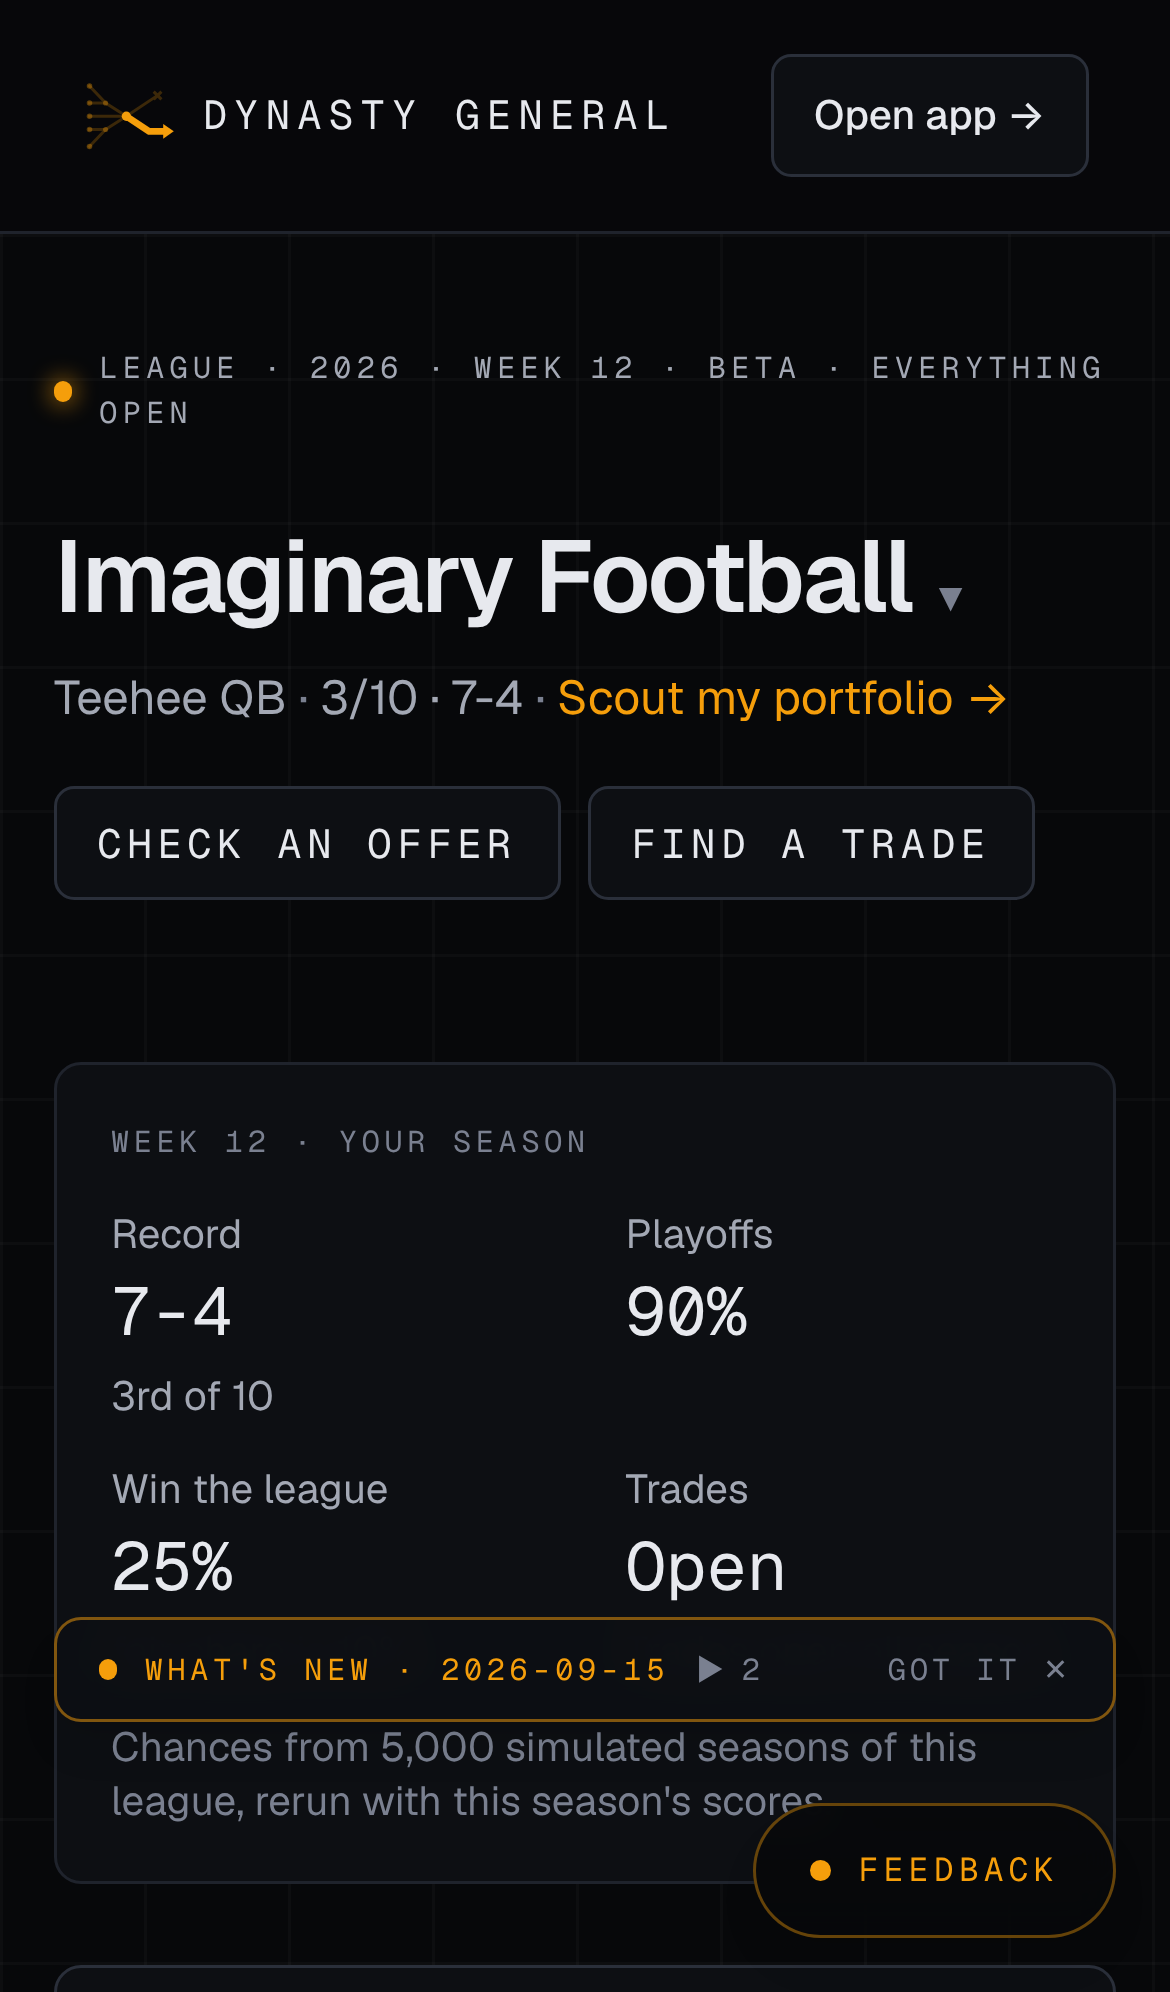 DYNASTY GENERAL
Open app →
LEAGUE · 2026 · WEEK 12 · BETA · EVERYTHING
OPEN
Imaginary Football ▼
Teehee QB · 3/10 · 7-4 · Scout my portfolio →
CHECK AN OFFER
FIND A TRADE
WEEK 12 · YOUR SEASON
Record
Playoffs
7-4
90%
3rd of 10
Win the league
Trades
25%
Open
WHAT'S NEW · 2026-09-15 ▶ 2
GOT IT ×
Chances from 5,000 simulated seasons of this
league, rerun with this season's scores
FEEDBACK